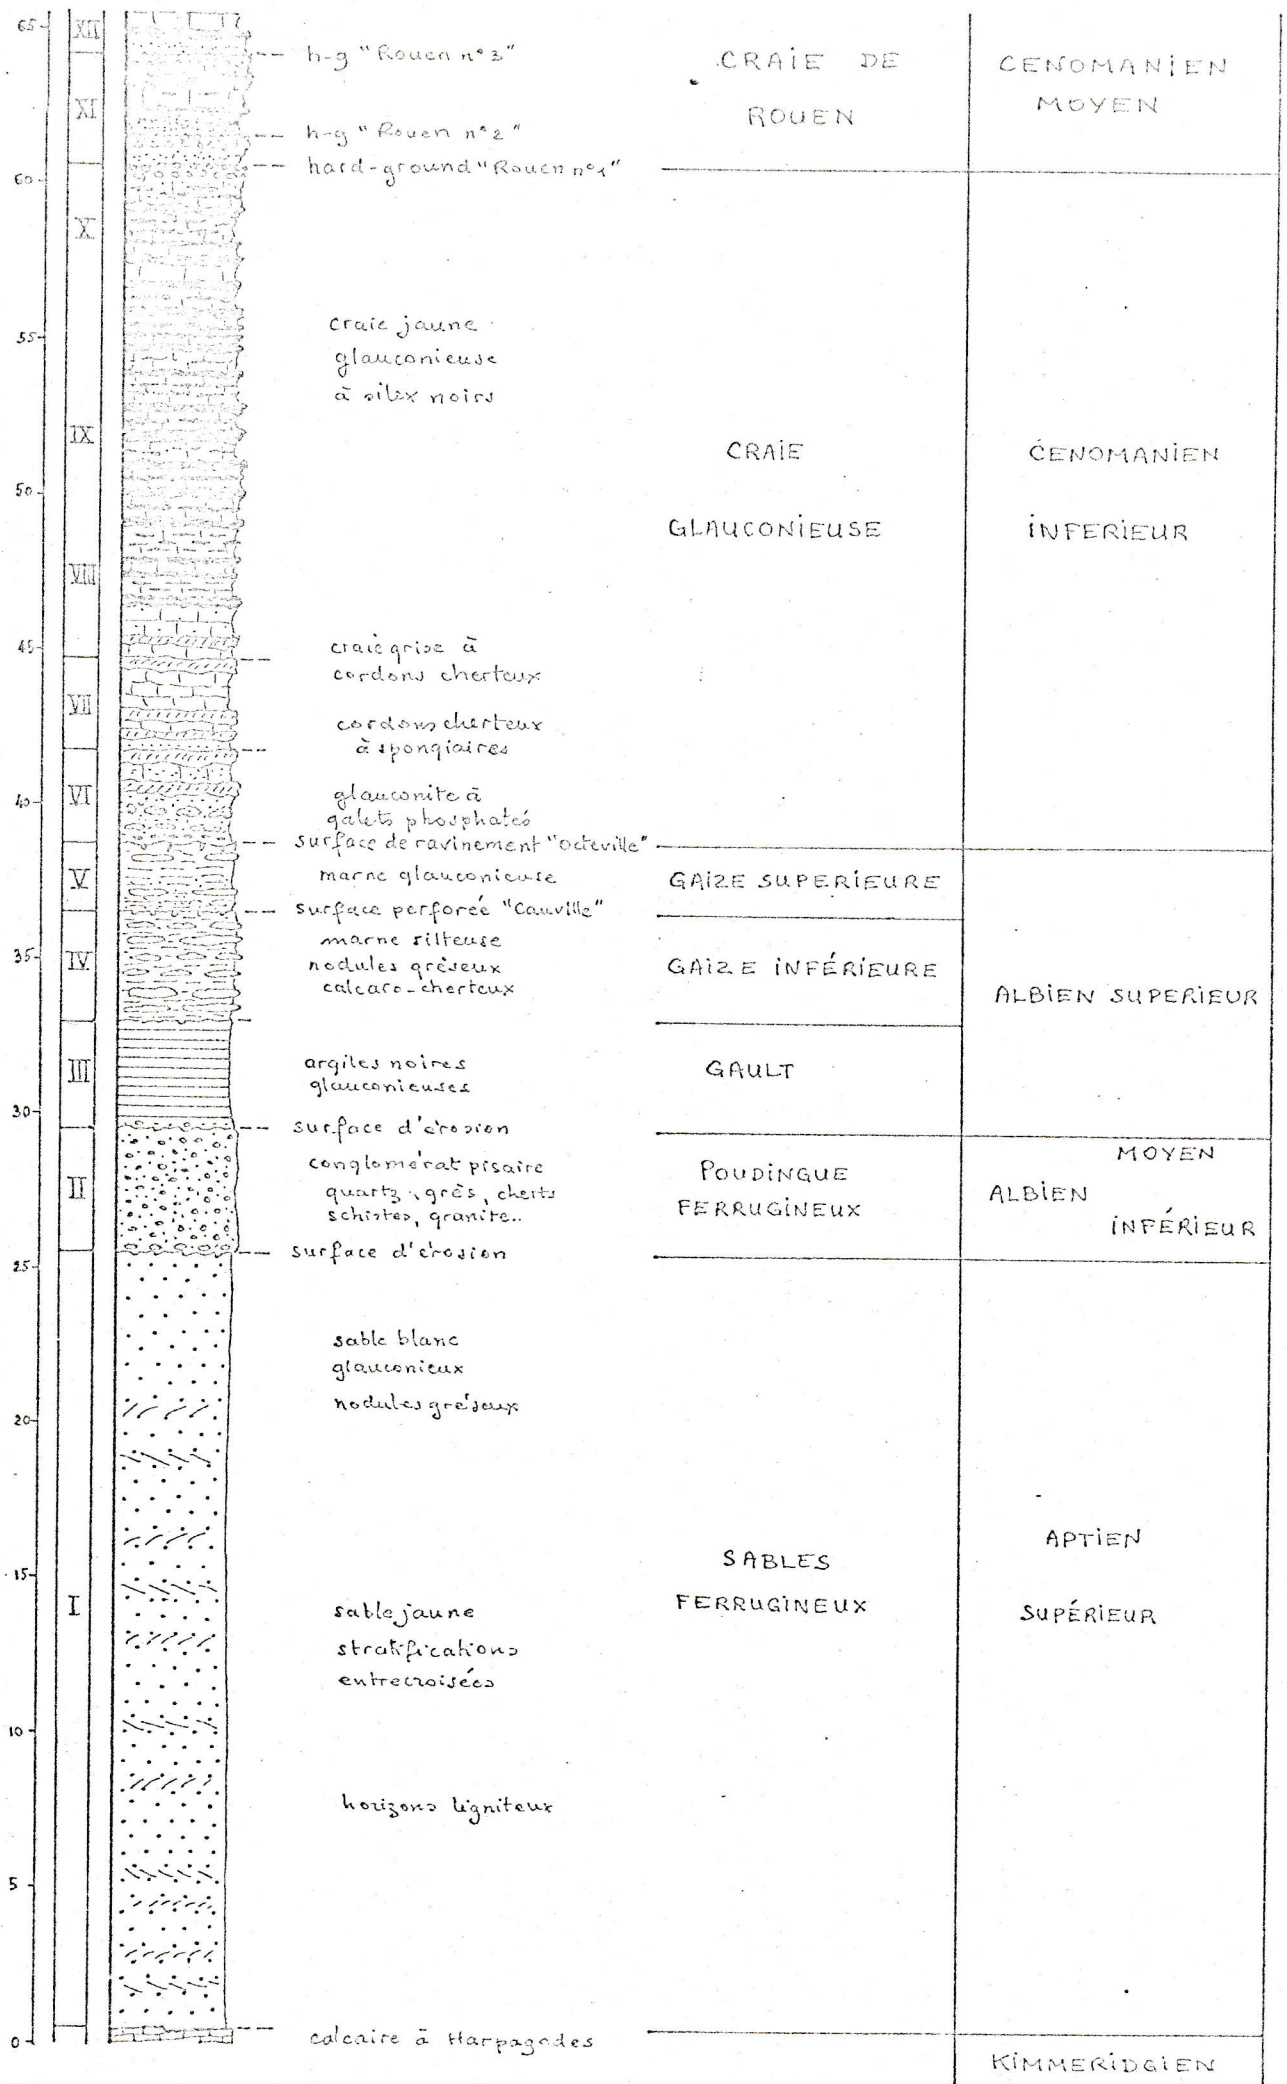 65
XII
h-g "Rouen n°3"
CRAIE DE
ROUEN
CENOMANIEN
MOYEN
XI
h-g "Rouen n°2"
hard-ground "Rouen n°1"
60
X
55
craie jaune
glauconieuse
à silex noirs
IX
CRAIE
GLAUCONIEUSE
CENOMANIEN
INFERIEUR
50
VIII
45
craie grise à
cordons cherteux
VII
cordons cherteux
à spongiaires
VI
40
glauconite à
galets phosphatés
surface de ravinement "Octeville"
V
marne glauconieuse
GAIZE SUPERIEURE
surface perforée "Cauville"
35
IV
marne silteuse
nodules gréseux
calcaro-cherteux
GAIZE INFÉRIEURE
ALBIEN SUPERIEUR
III
argiles noires
glauconieuses
GAULT
30
surface d'érosion
II
conglomérat pisaire
quartz, grès, cherts
schistes, granite..
POUDINGUE
FERRUGINEUX
MOYEN
ALBIEN
INFÉRIEUR
surface d'érosion
25
sable blanc
glauconieux
nodules gréseux
20
15
I
sable jaune
stratifications
entrecroisées
SABLES
FERRUGINEUX
APTIEN
SUPÉRIEUR
10
horizons ligniteux
5
0
calcaire à Harpagodes
KIMMERIDGIEN